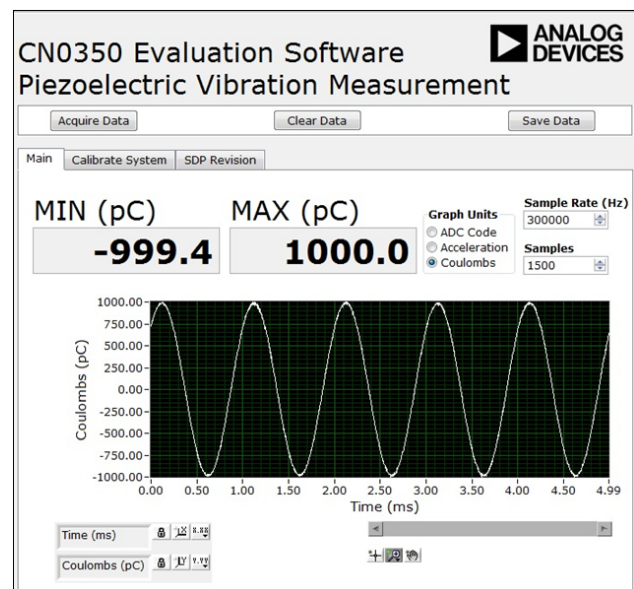 CN0350 Evaluation Software
Piezoelectric Vibration Measurement
ANALOG
DEVICES
Acquire Data
Clear Data
Save Data
Main
Calibrate System
SDP Revision
MIN (pC)
-999.4
MAX (pC)
1000.0
Graph Units
ADC Code
Acceleration
Coulombs
Sample Rate (Hz)
300000
Samples
1500
Coulombs (pC)
1000.00
750.00
500.00
250.00
0.00
-250.00
-500.00
-750.00
-1000.00
0.00 0.50 1.00 1.50 2.00 2.50 3.00 3.50 4.00 4.50 4.99
Time (ms)
Time (ms)
Coulombs (pC)